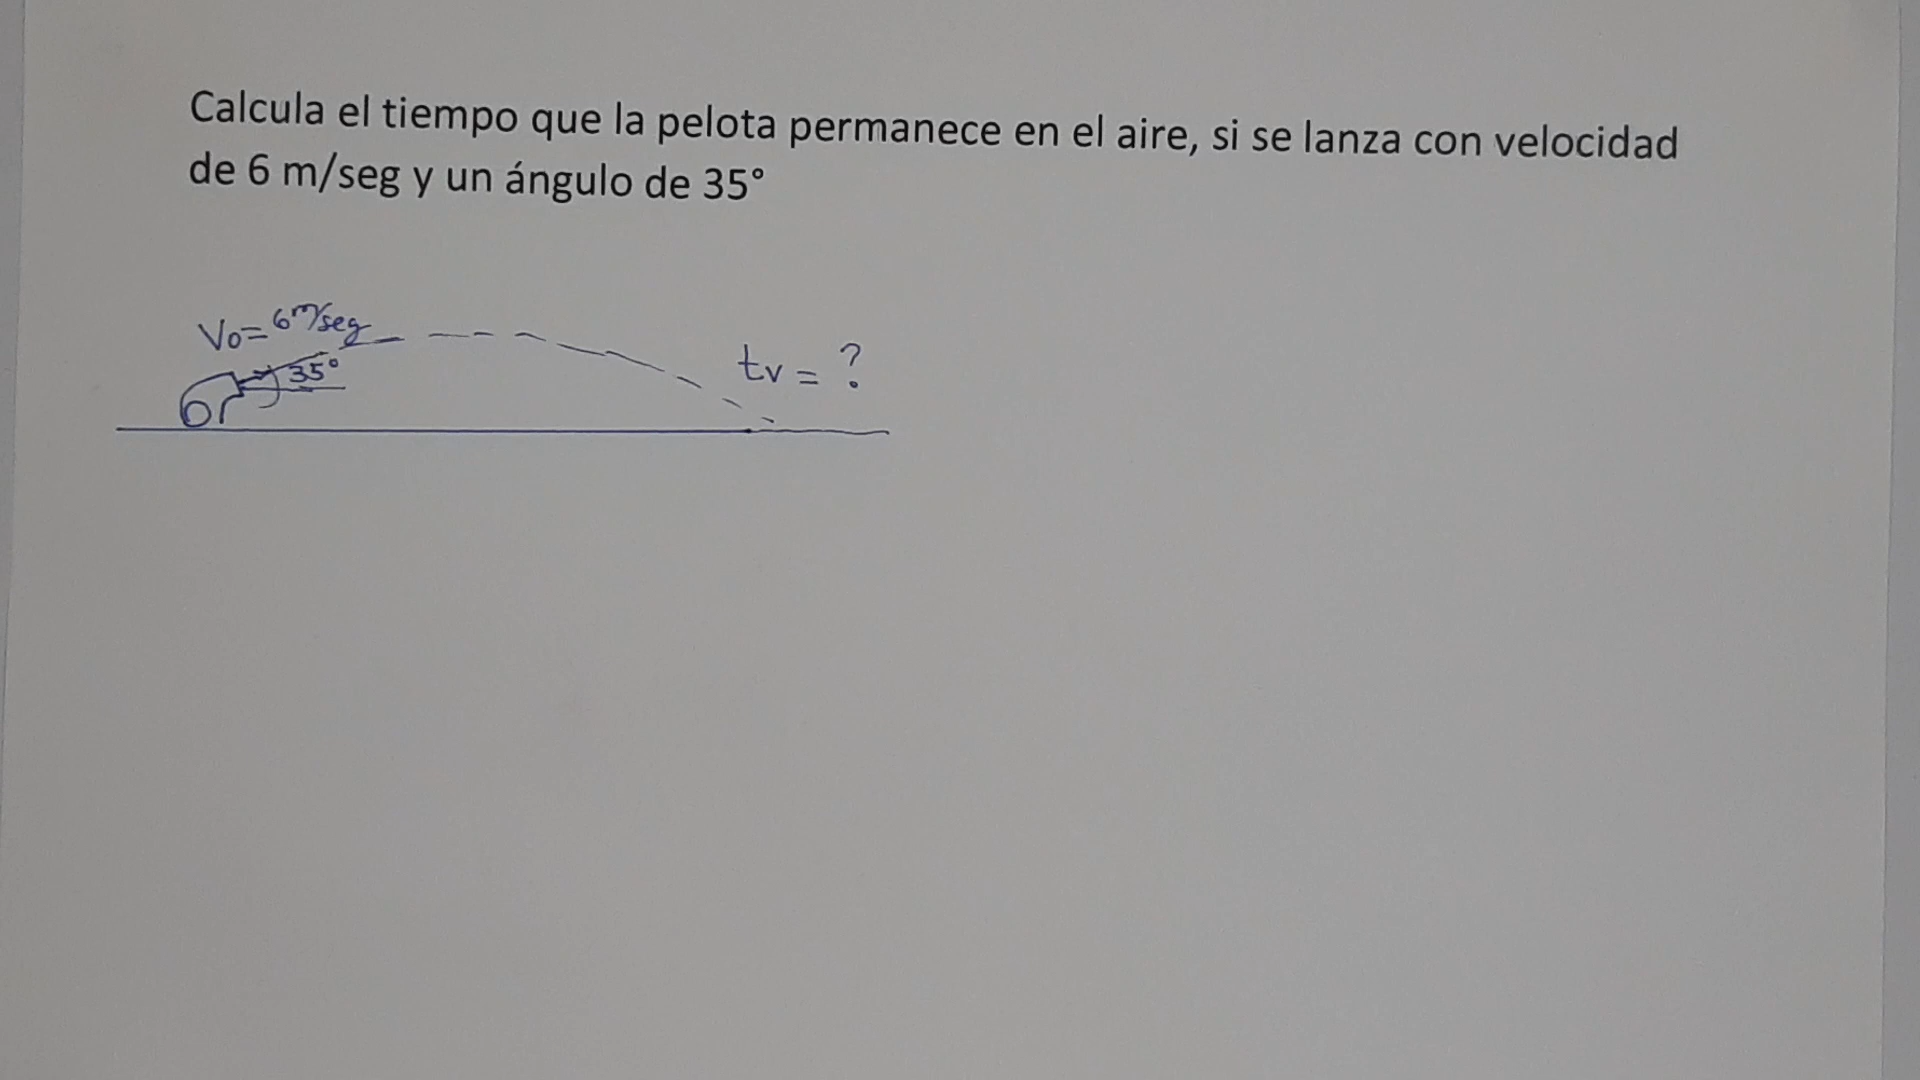 Calcula el tiempo que la pelota permanece en el aire, si se lanza con velocidad
de 6 m/seg y un ángulo de 35°
Vo= 6 m/seg
35°
tv = ?